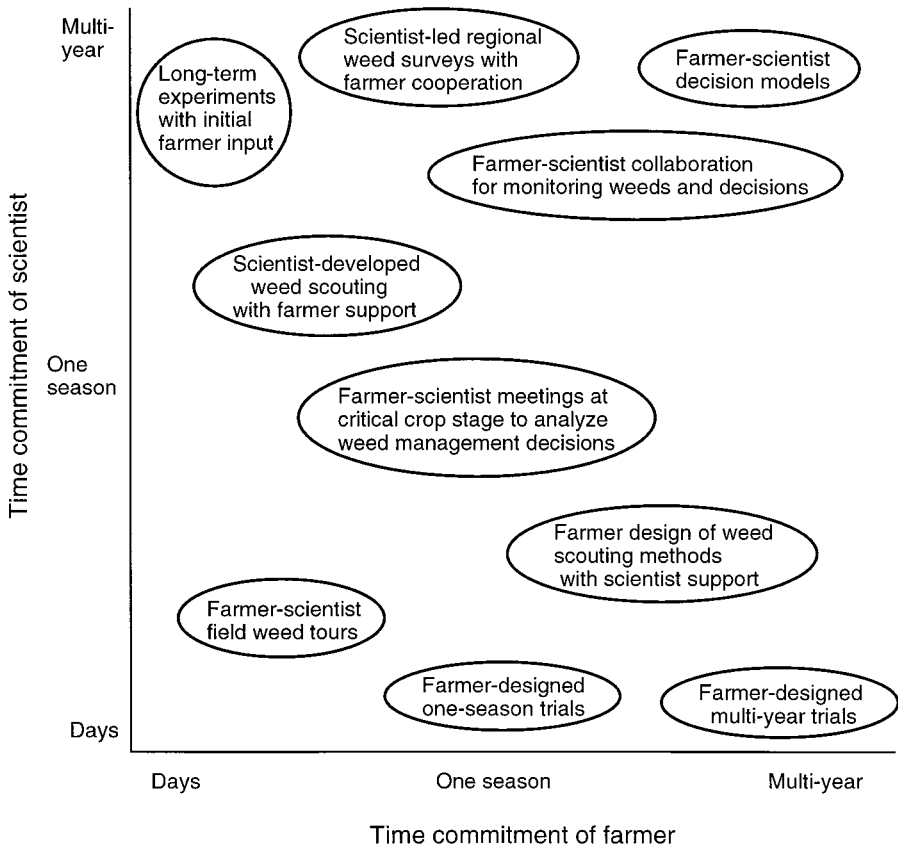 Multi-
year
Long-term
experiments
with initial
farmer input
Scientist-led regional
weed surveys with
farmer cooperation
Farmer-scientist
decision models
Farmer-scientist collaboration
for monitoring weeds and decisions
Scientist-developed
weed scouting
with farmer support
One
season
Farmer-scientist meetings at
critical crop stage to analyze
weed management decisions
Farmer design of weed
scouting methods
with scientist support
Farmer-scientist
field weed tours
Farmer-designed
one-season trials
Farmer-designed
multi-year trials
Days
Time commitment of scientist
Days
One season
Multi-year
Time commitment of farmer